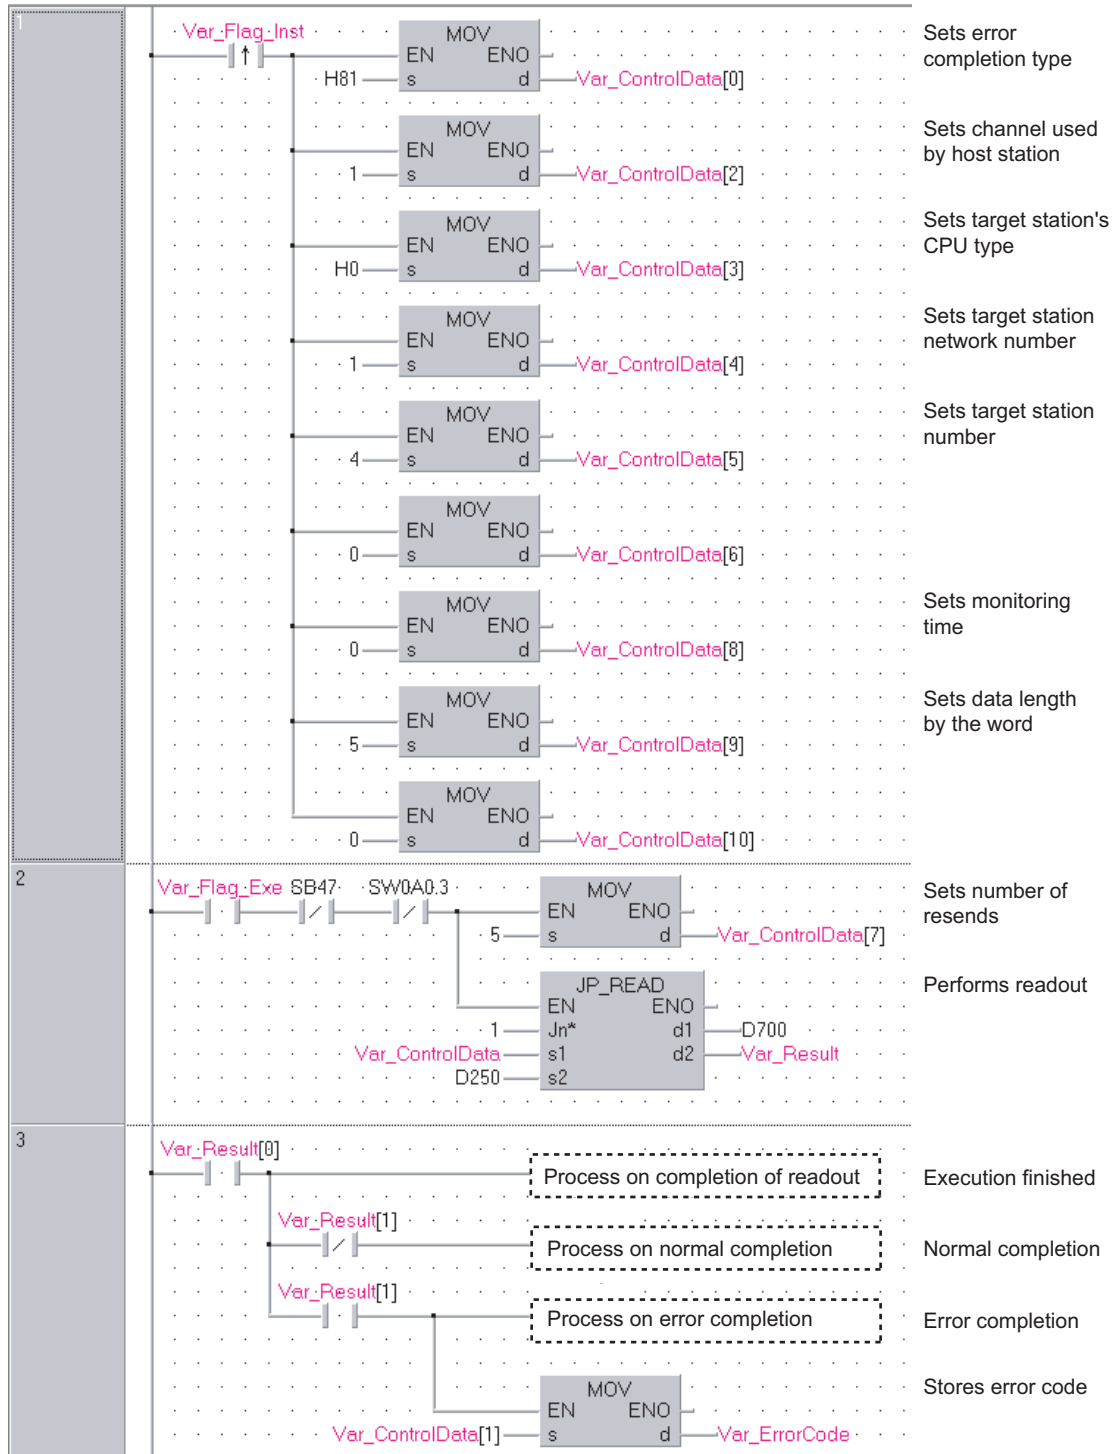 1
Var_Flag_Inst
MOV
EN ENO
H81 s d Var_ControlData[0]
Sets error
completion type
MOV
EN ENO
1 s d Var_ControlData[2]
Sets channel used
by host station
MOV
EN ENO
H0 s d Var_ControlData[3]
Sets target station's
CPU type
MOV
EN ENO
1 s d Var_ControlData[4]
Sets target station
network number
MOV
EN ENO
4 s d Var_ControlData[5]
Sets target station
number
MOV
EN ENO
0 s d Var_ControlData[6]
MOV
EN ENO
0 s d Var_ControlData[8]
Sets monitoring
time
MOV
EN ENO
5 s d Var_ControlData[9]
Sets data length
by the word
MOV
EN ENO
0 s d Var_ControlData[10]
2
Var_Flag_Exe SB47 SW0A0.3
MOV
EN ENO
5 s d Var_ControlData[7]
Sets number of
resends
JP_READ
EN ENO
1 Jn* d1 D700
Var_ControlData s1 d2 Var_Result
D250 s2
Performs readout
3
Var_Result[0]
Process on completion of readout
Execution finished
Var_Result[1]
Process on normal completion
Normal completion
Var_Result[1]
Process on error completion
Error completion
MOV
EN ENO
Var_ControlData[1] s d Var_ErrorCode
Stores error code